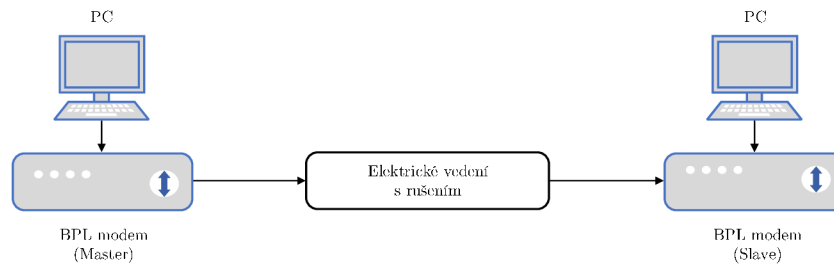 PC
PC
Elektrické vedení
s rušením
BPL modem
(Master)
BPL modem
(Slave)